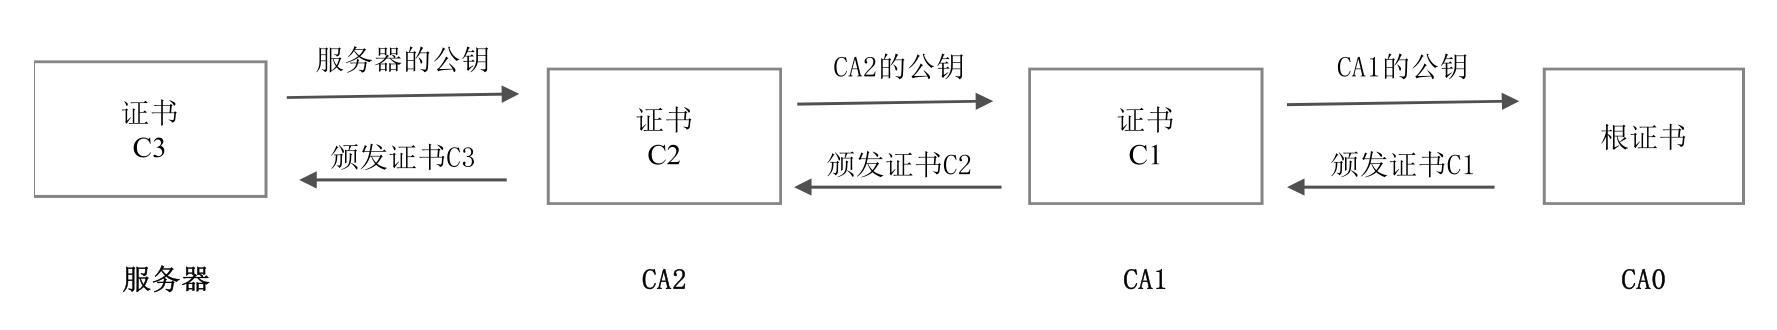 服务器的公钥
CA2的公钥
CA1的公钥
证书
C3
证书
C2
证书
C1
根证书
颁发证书C3
颁发证书C2
颁发证书C1
服务器
CA2
CA1
CA0